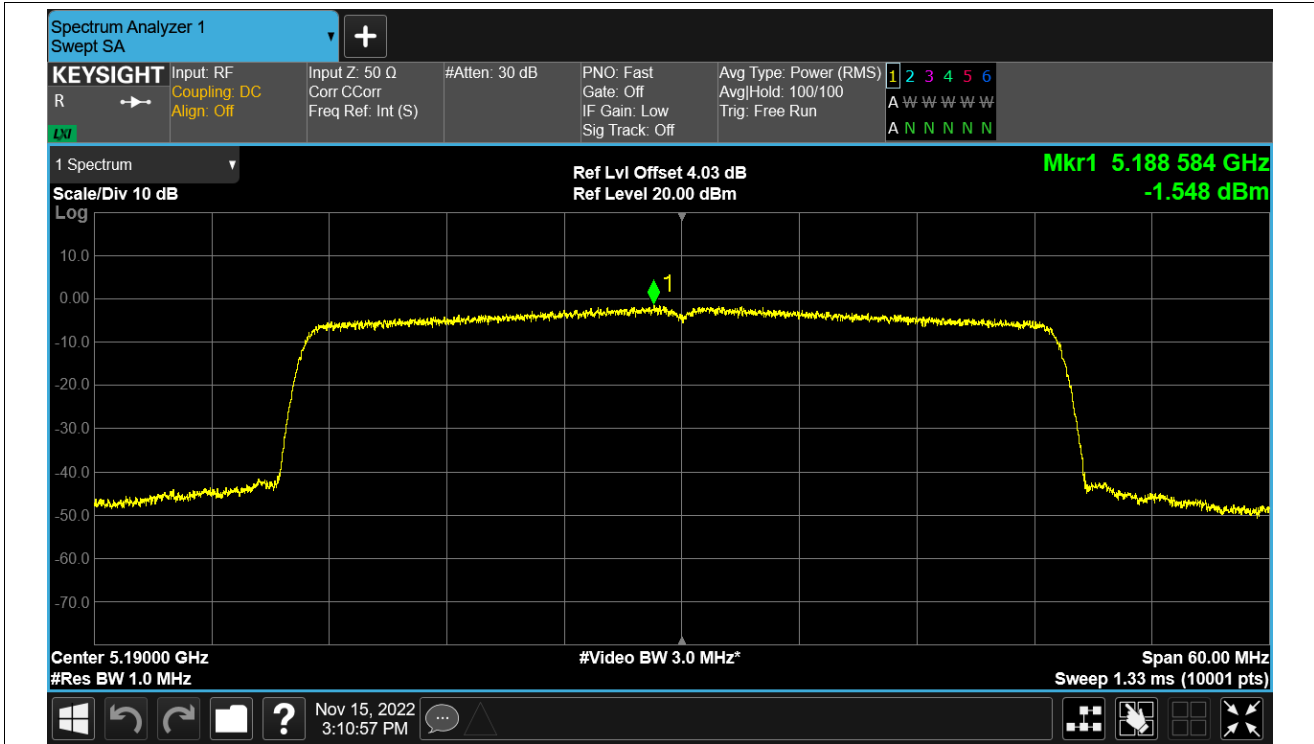 Spectrum Analyzer 1
Swept SA
KEYSIGHT
R
LXI
Input: RF
Coupling: DC
Align: Off
Input Z: 50 Ω
Corr CCorr
Freq Ref: Int (S)
#Atten: 30 dB
PNO: Fast
Gate: Off
IF Gain: Low
Sig Track: Off
Avg Type: Power (RMS)
Avg|Hold: 100/100
Trig: Free Run
1 2 3 4 5 6
A W W W W W
A N N N N N
1 Spectrum
Scale/Div 10 dB
Ref Lvl Offset 4.03 dB
Ref Level 20.00 dBm
Mkr1 5.188 584 GHz
-1.548 dBm
Log
10.0
0.00
-10.0
-20.0
-30.0
-40.0
-50.0
-60.0
-70.0
1
Center 5.19000 GHz
#Res BW 1.0 MHz
#Video BW 3.0 MHz*
Span 60.00 MHz
Sweep 1.33 ms (10001 pts)
?
Nov 15, 2022
3:10:57 PM